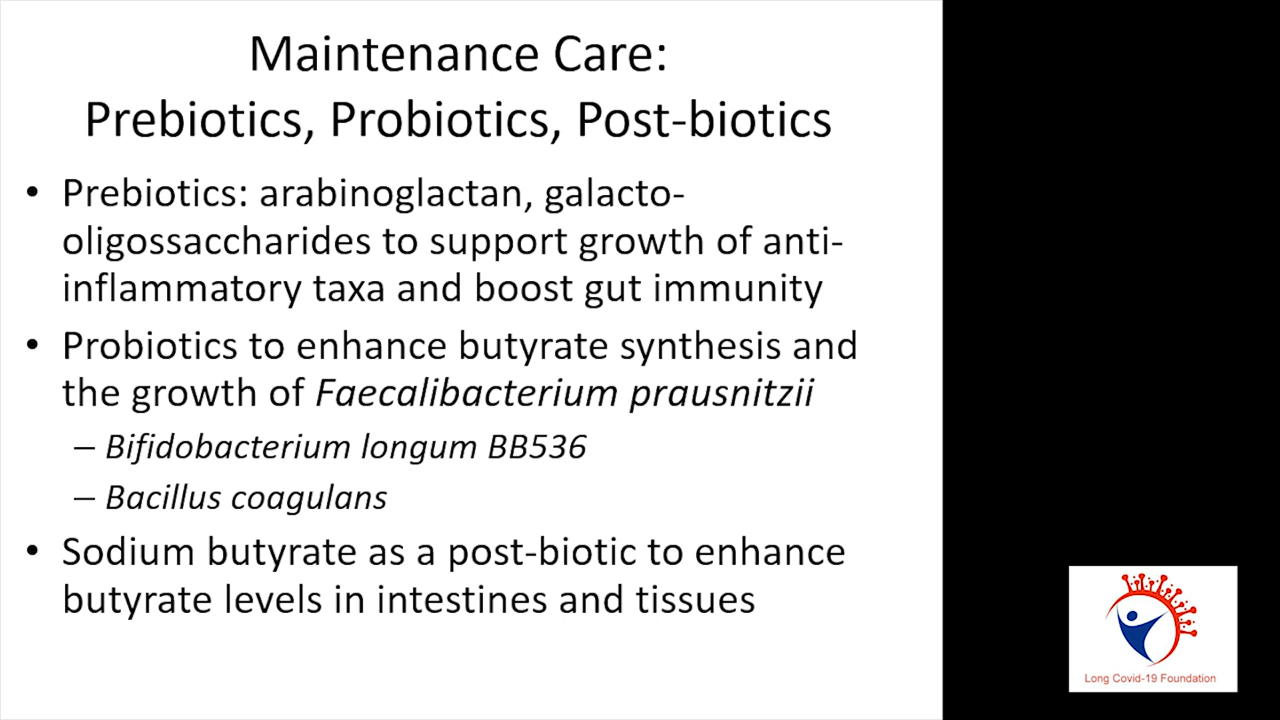 Maintenance Care:
Prebiotics, Probiotics, Post-biotics
• Prebiotics: arabinoglactan, galacto-
oligossaccharides to support growth of anti-
inflammatory taxa and boost gut immunity
• Probiotics to enhance butyrate synthesis and
the growth of Faecalibacterium prausnitzii
– Bifidobacterium longum BB536
– Bacillus coagulans
• Sodium butyrate as a post-biotic to enhance
butyrate levels in intestines and tissues
Long Covid-19 Foundation